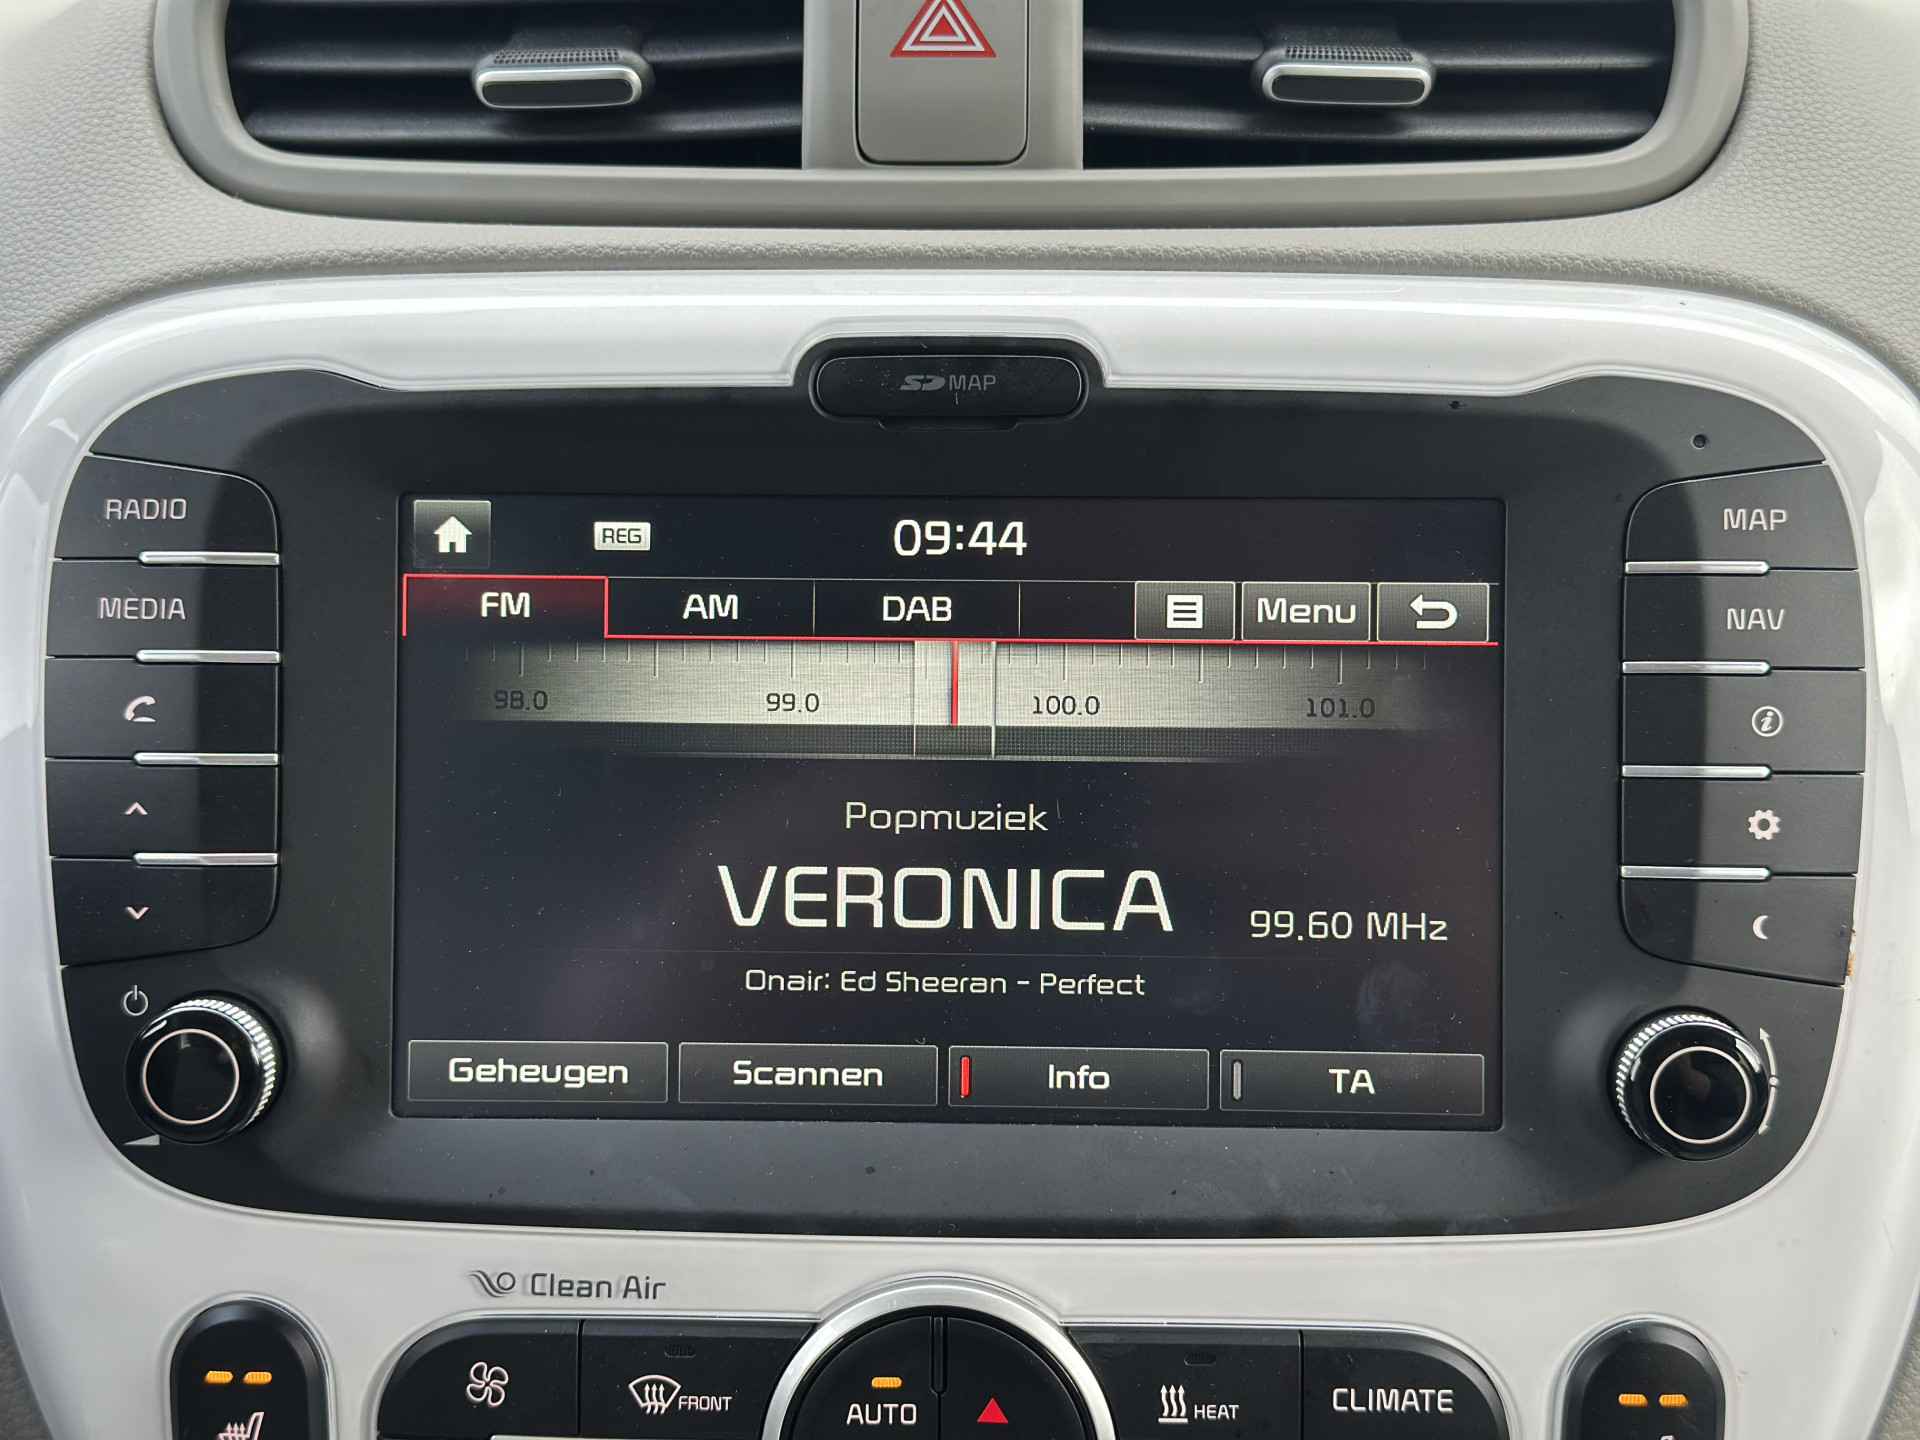 SD MAP
RADIO
MEDIA
MAP
NAV
REG
09:44
FM
AM
DAB
Menu
98.0
99.0
100.0
101.0
Popmuziek
VERONICA
99.60 MHz
Onair: Ed Sheeran - Perfect
Geheugen
Scannen
Info
TA
Clean Air
FRONT
AUTO
HEAT
CLIMATE